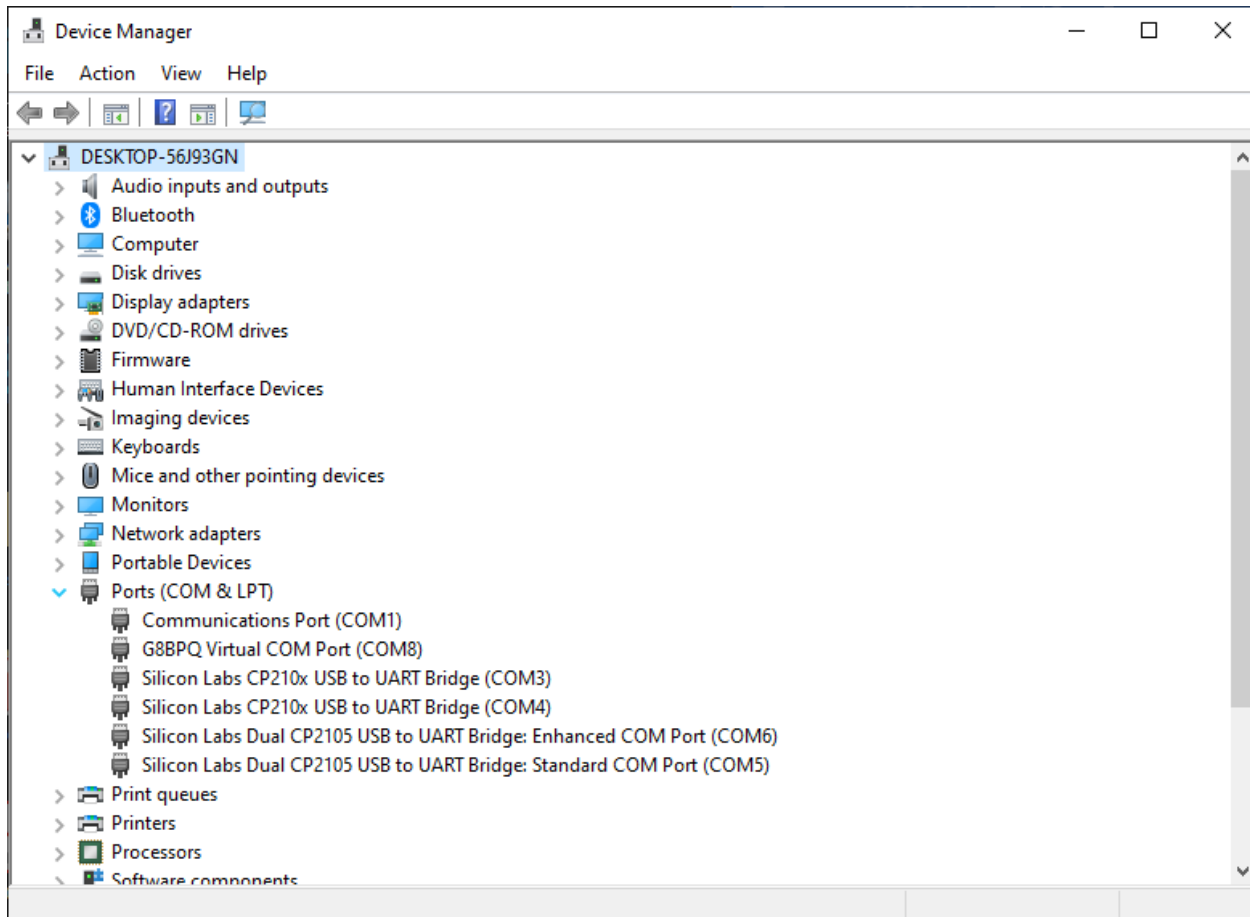 Device Manager
File Action View Help
DESKTOP-56J93GN
Audio inputs and outputs
Bluetooth
Computer
Disk drives
Display adapters
DVD/CD-ROM drives
Firmware
Human Interface Devices
Imaging devices
Keyboards
Mice and other pointing devices
Monitors
Network adapters
Portable Devices
Ports (COM & LPT)
Communications Port (COM1)
G8BPQ Virtual COM Port (COM8)
Silicon Labs CP210x USB to UART Bridge (COM3)
Silicon Labs CP210x USB to UART Bridge (COM4)
Silicon Labs Dual CP2105 USB to UART Bridge: Enhanced COM Port (COM6)
Silicon Labs Dual CP2105 USB to UART Bridge: Standard COM Port (COM5)
Print queues
Printers
Processors
Software components